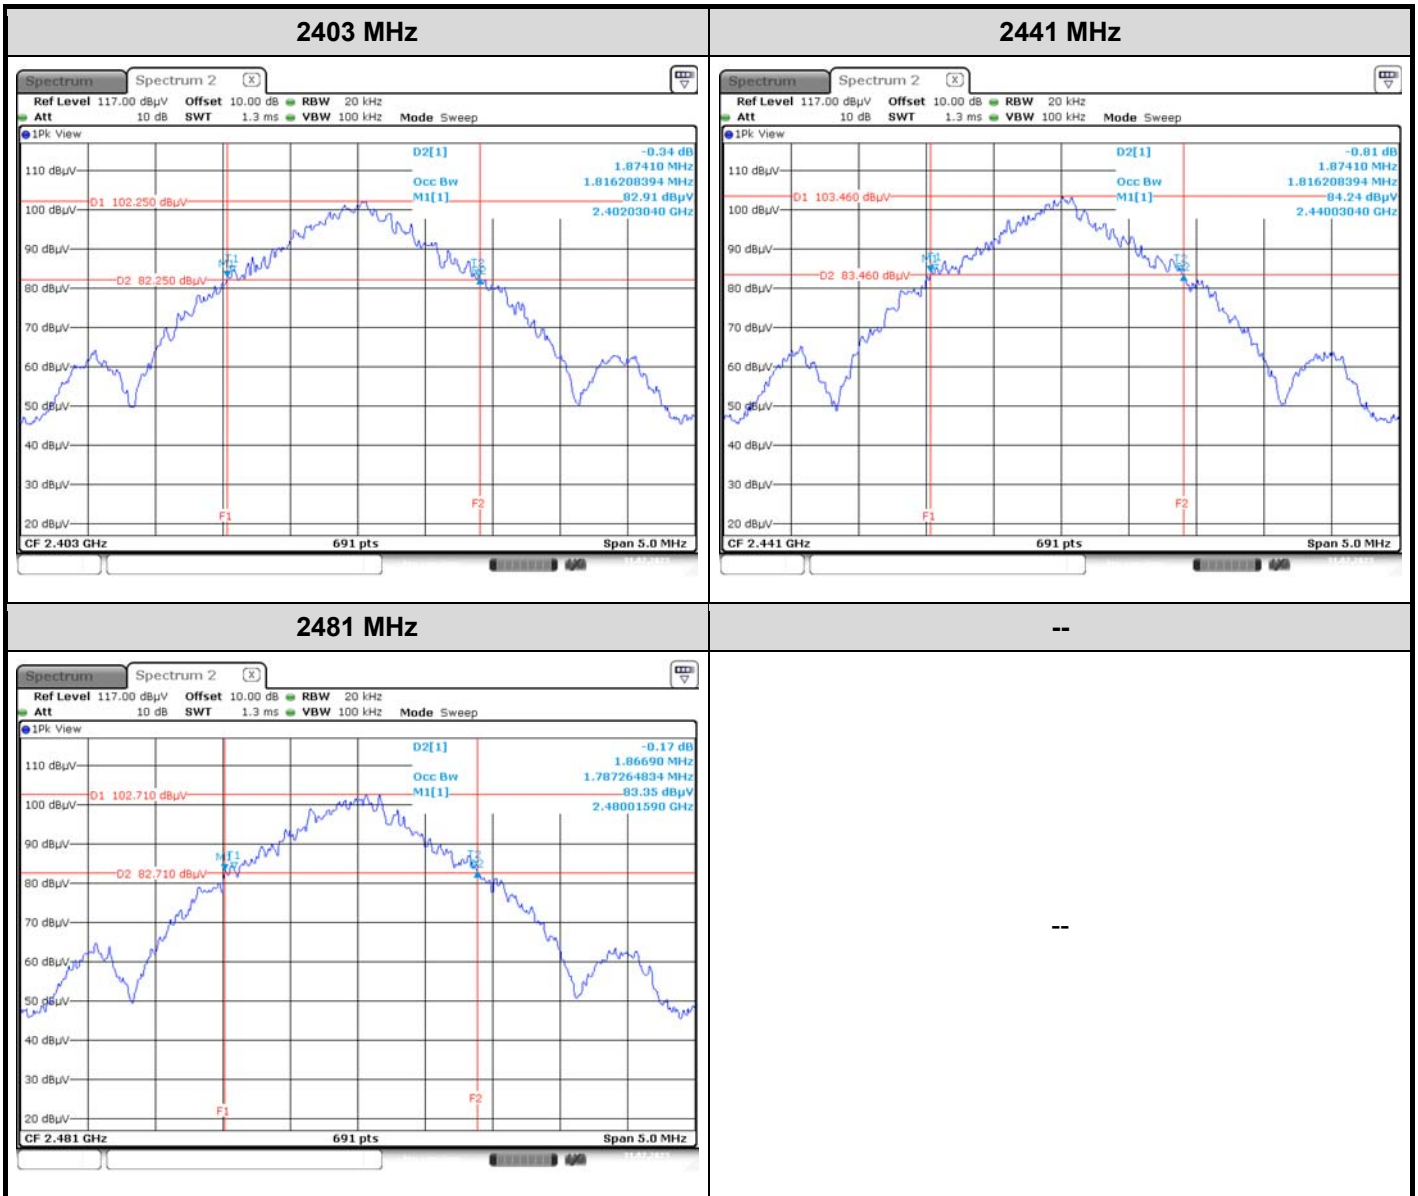 2403 MHz
2441 MHz
Spectrum
Spectrum 2
X
Ref Level 117.00 dBµV Offset 10.00 dB RBW 20 kHz
Att 10 dB SWT 1.3 ms VBW 100 kHz Mode Sweep
1Pk View
D2[1] -0.34 dB
1.87410 MHz
Occ Bw 1.816208394 MHz
M1[1] 82.91 dBµV
2.40203040 GHz
110 dBµV
D1 102.250 dBµV
100 dBµV
90 dBµV
M1 T1
T2
D2
D2 82.250 dBµV
80 dBµV
70 dBµV
60 dBµV
50 dBµV
40 dBµV
30 dBµV
F1
F2
20 dBµV
CF 2.403 GHz 691 pts Span 5.0 MHz
Spectrum
Spectrum 2
X
Ref Level 117.00 dBµV Offset 10.00 dB RBW 20 kHz
Att 10 dB SWT 1.3 ms VBW 100 kHz Mode Sweep
1Pk View
D2[1] -0.81 dB
1.87410 MHz
Occ Bw 1.816208394 MHz
M1[1] 84.24 dBµV
2.44003040 GHz
110 dBµV
D1 103.460 dBµV
100 dBµV
90 dBµV
M1 T1
T2
D2
D2 83.460 dBµV
80 dBµV
70 dBµV
60 dBµV
50 dBµV
40 dBµV
30 dBµV
F1
F2
20 dBµV
CF 2.441 GHz 691 pts Span 5.0 MHz
2481 MHz
--
Spectrum
Spectrum 2
X
Ref Level 117.00 dBµV Offset 10.00 dB RBW 20 kHz
Att 10 dB SWT 1.3 ms VBW 100 kHz Mode Sweep
1Pk View
D2[1] -0.17 dB
1.86690 MHz
Occ Bw 1.787264834 MHz
M1[1] 83.35 dBµV
2.48001590 GHz
110 dBµV
D1 102.710 dBµV
100 dBµV
90 dBµV
M1 T1
T2
D2
D2 82.710 dBµV
80 dBµV
70 dBµV
60 dBµV
50 dBµV
40 dBµV
30 dBµV
F1
F2
20 dBµV
CF 2.481 GHz 691 pts Span 5.0 MHz
--